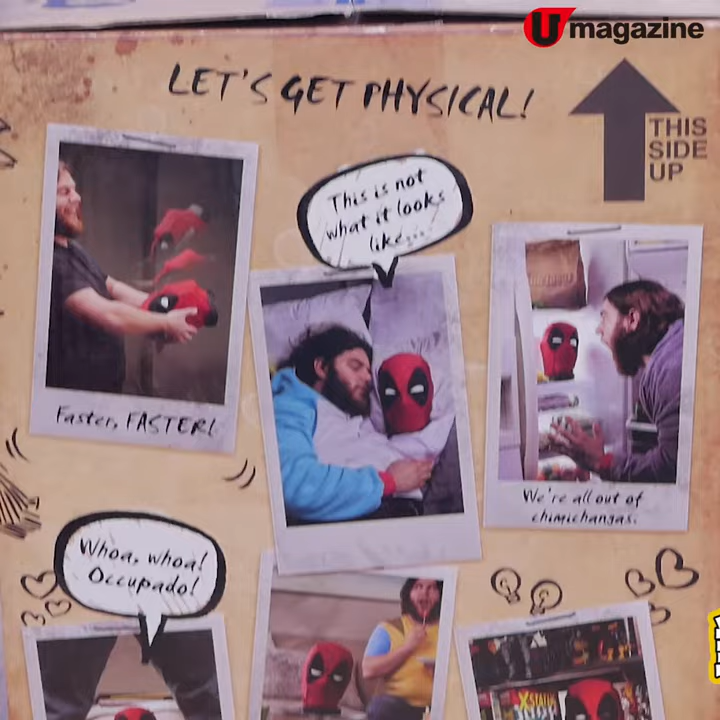 U magazine
LET'S GET PHYSICAL!
THIS
SIDE
UP
This is not
what it looks
like....
Faster, FASTER!
We're all out of
chimichangas.
Whoa, whoa!
Occupado!